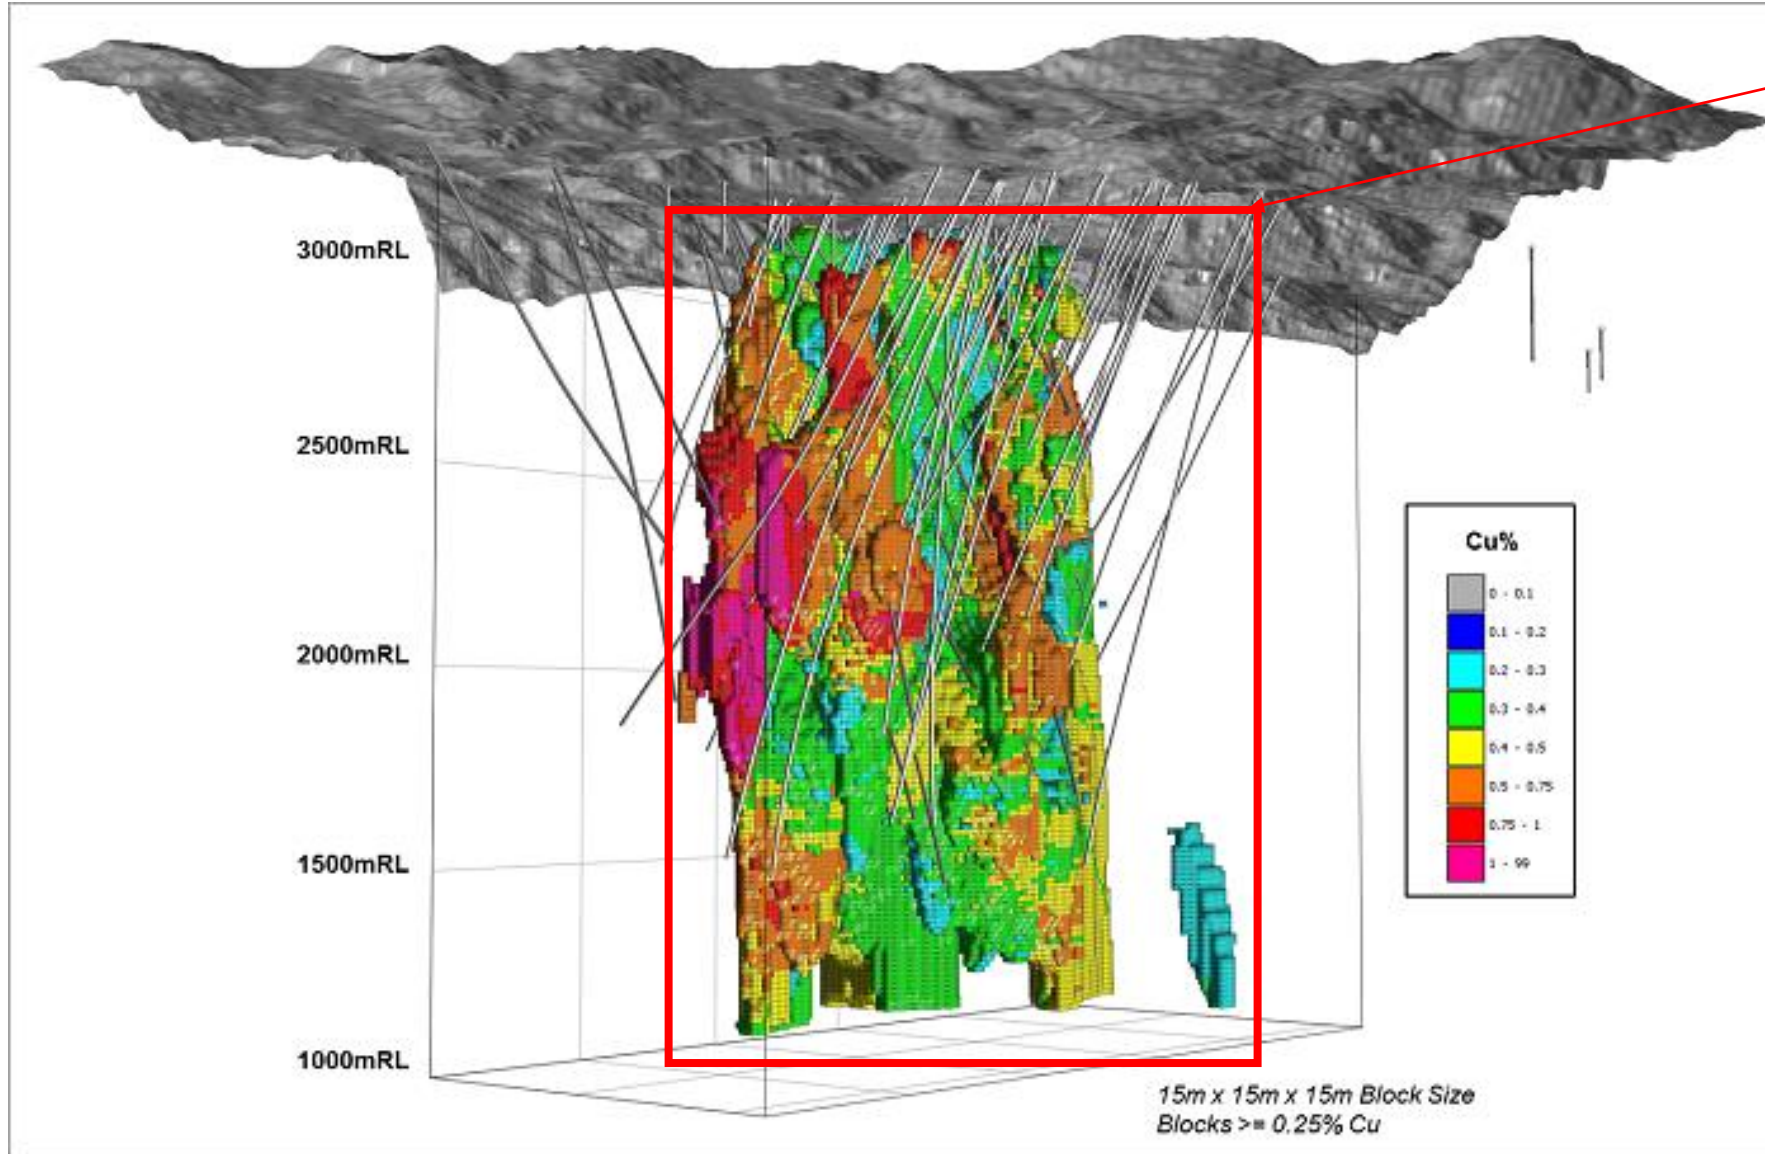 3000mRL
2500mRL
2000mRL
1500mRL
1000mRL
Cu%
0 - 0.1
0.1 - 0.2
0.2 - 0.3
0.3 - 0.4
0.4 - 0.5
0.5 - 0.75
0.75 - 1
1 - 99
15m x 15m x 15m Block Size
Blocks >= 0.25% Cu